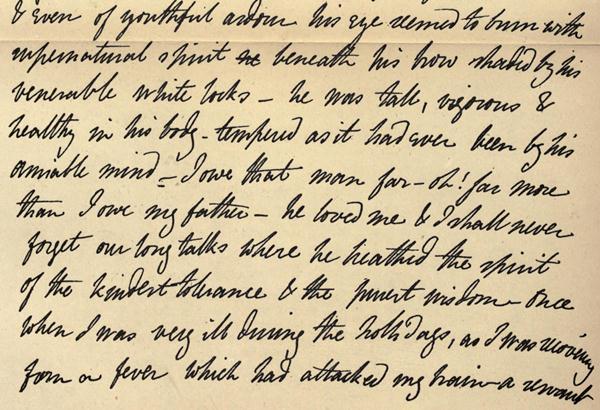 & even of youthful ardour his eye seemed to burn with
supernatural spirit beneath his brow shaded by his
venerable white locks – he was tall, vigorous &
healthy in his body – tempered as it had ever been by his
amiable mind – I owe that man far – oh! far more
than I owe my father – he loved me & I shall never
forget our long talks where he breathed the spirit
of the kindest tolerance & the purest wisdom – Once
when I was very ill during the holidays, as I was recovering
from a fever which had attacked my brain – a servant